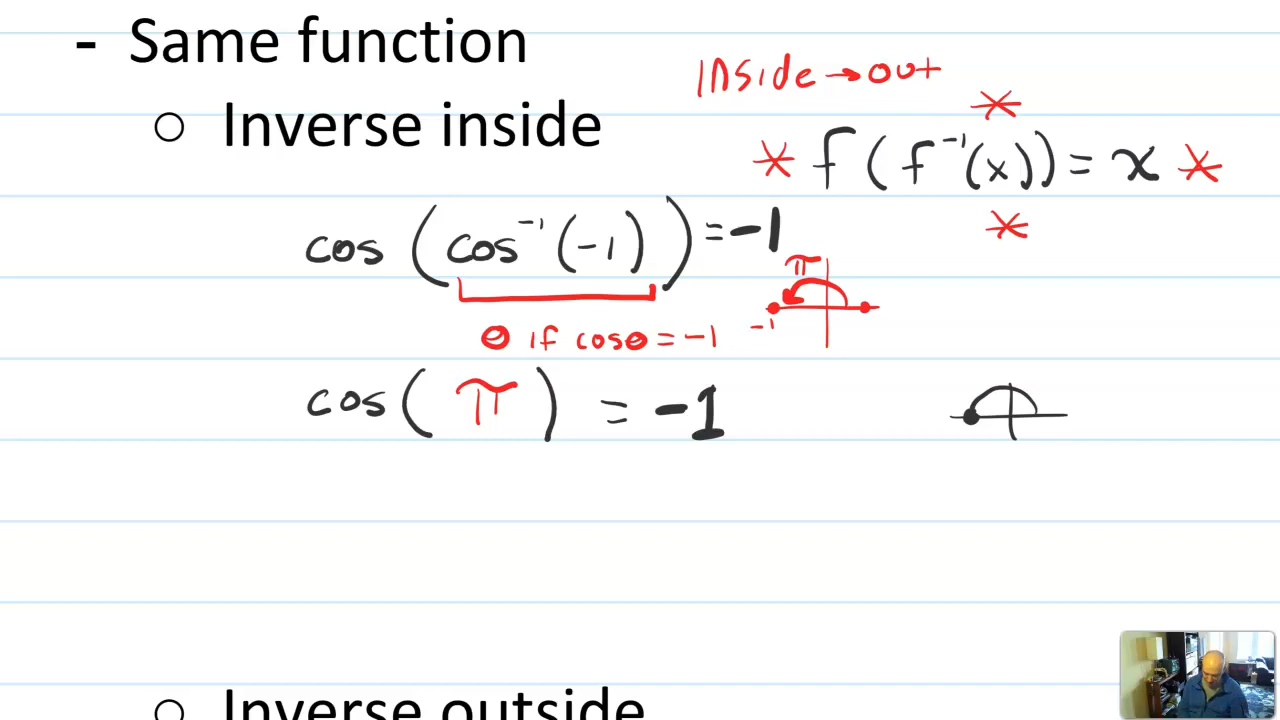 - Same function
inside → out
○ Inverse inside
* f(f⁻¹(x)) = x *
cos(cos⁻¹(-1)) = -1
π
θ if cosθ = -1
-1
cos(π) = -1
○ Inverse outside